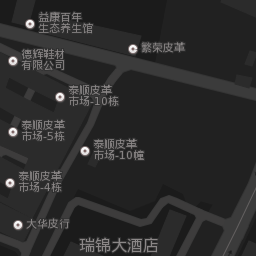 益康百年
生态养生馆
繁荣皮革
德辉鞋材
有限公司
泰顺皮革
市场-10栋
泰顺皮革
市场-5栋
泰顺皮革
市场-10幢
泰顺皮革
市场-4栋
大华皮行
瑞锦大酒店